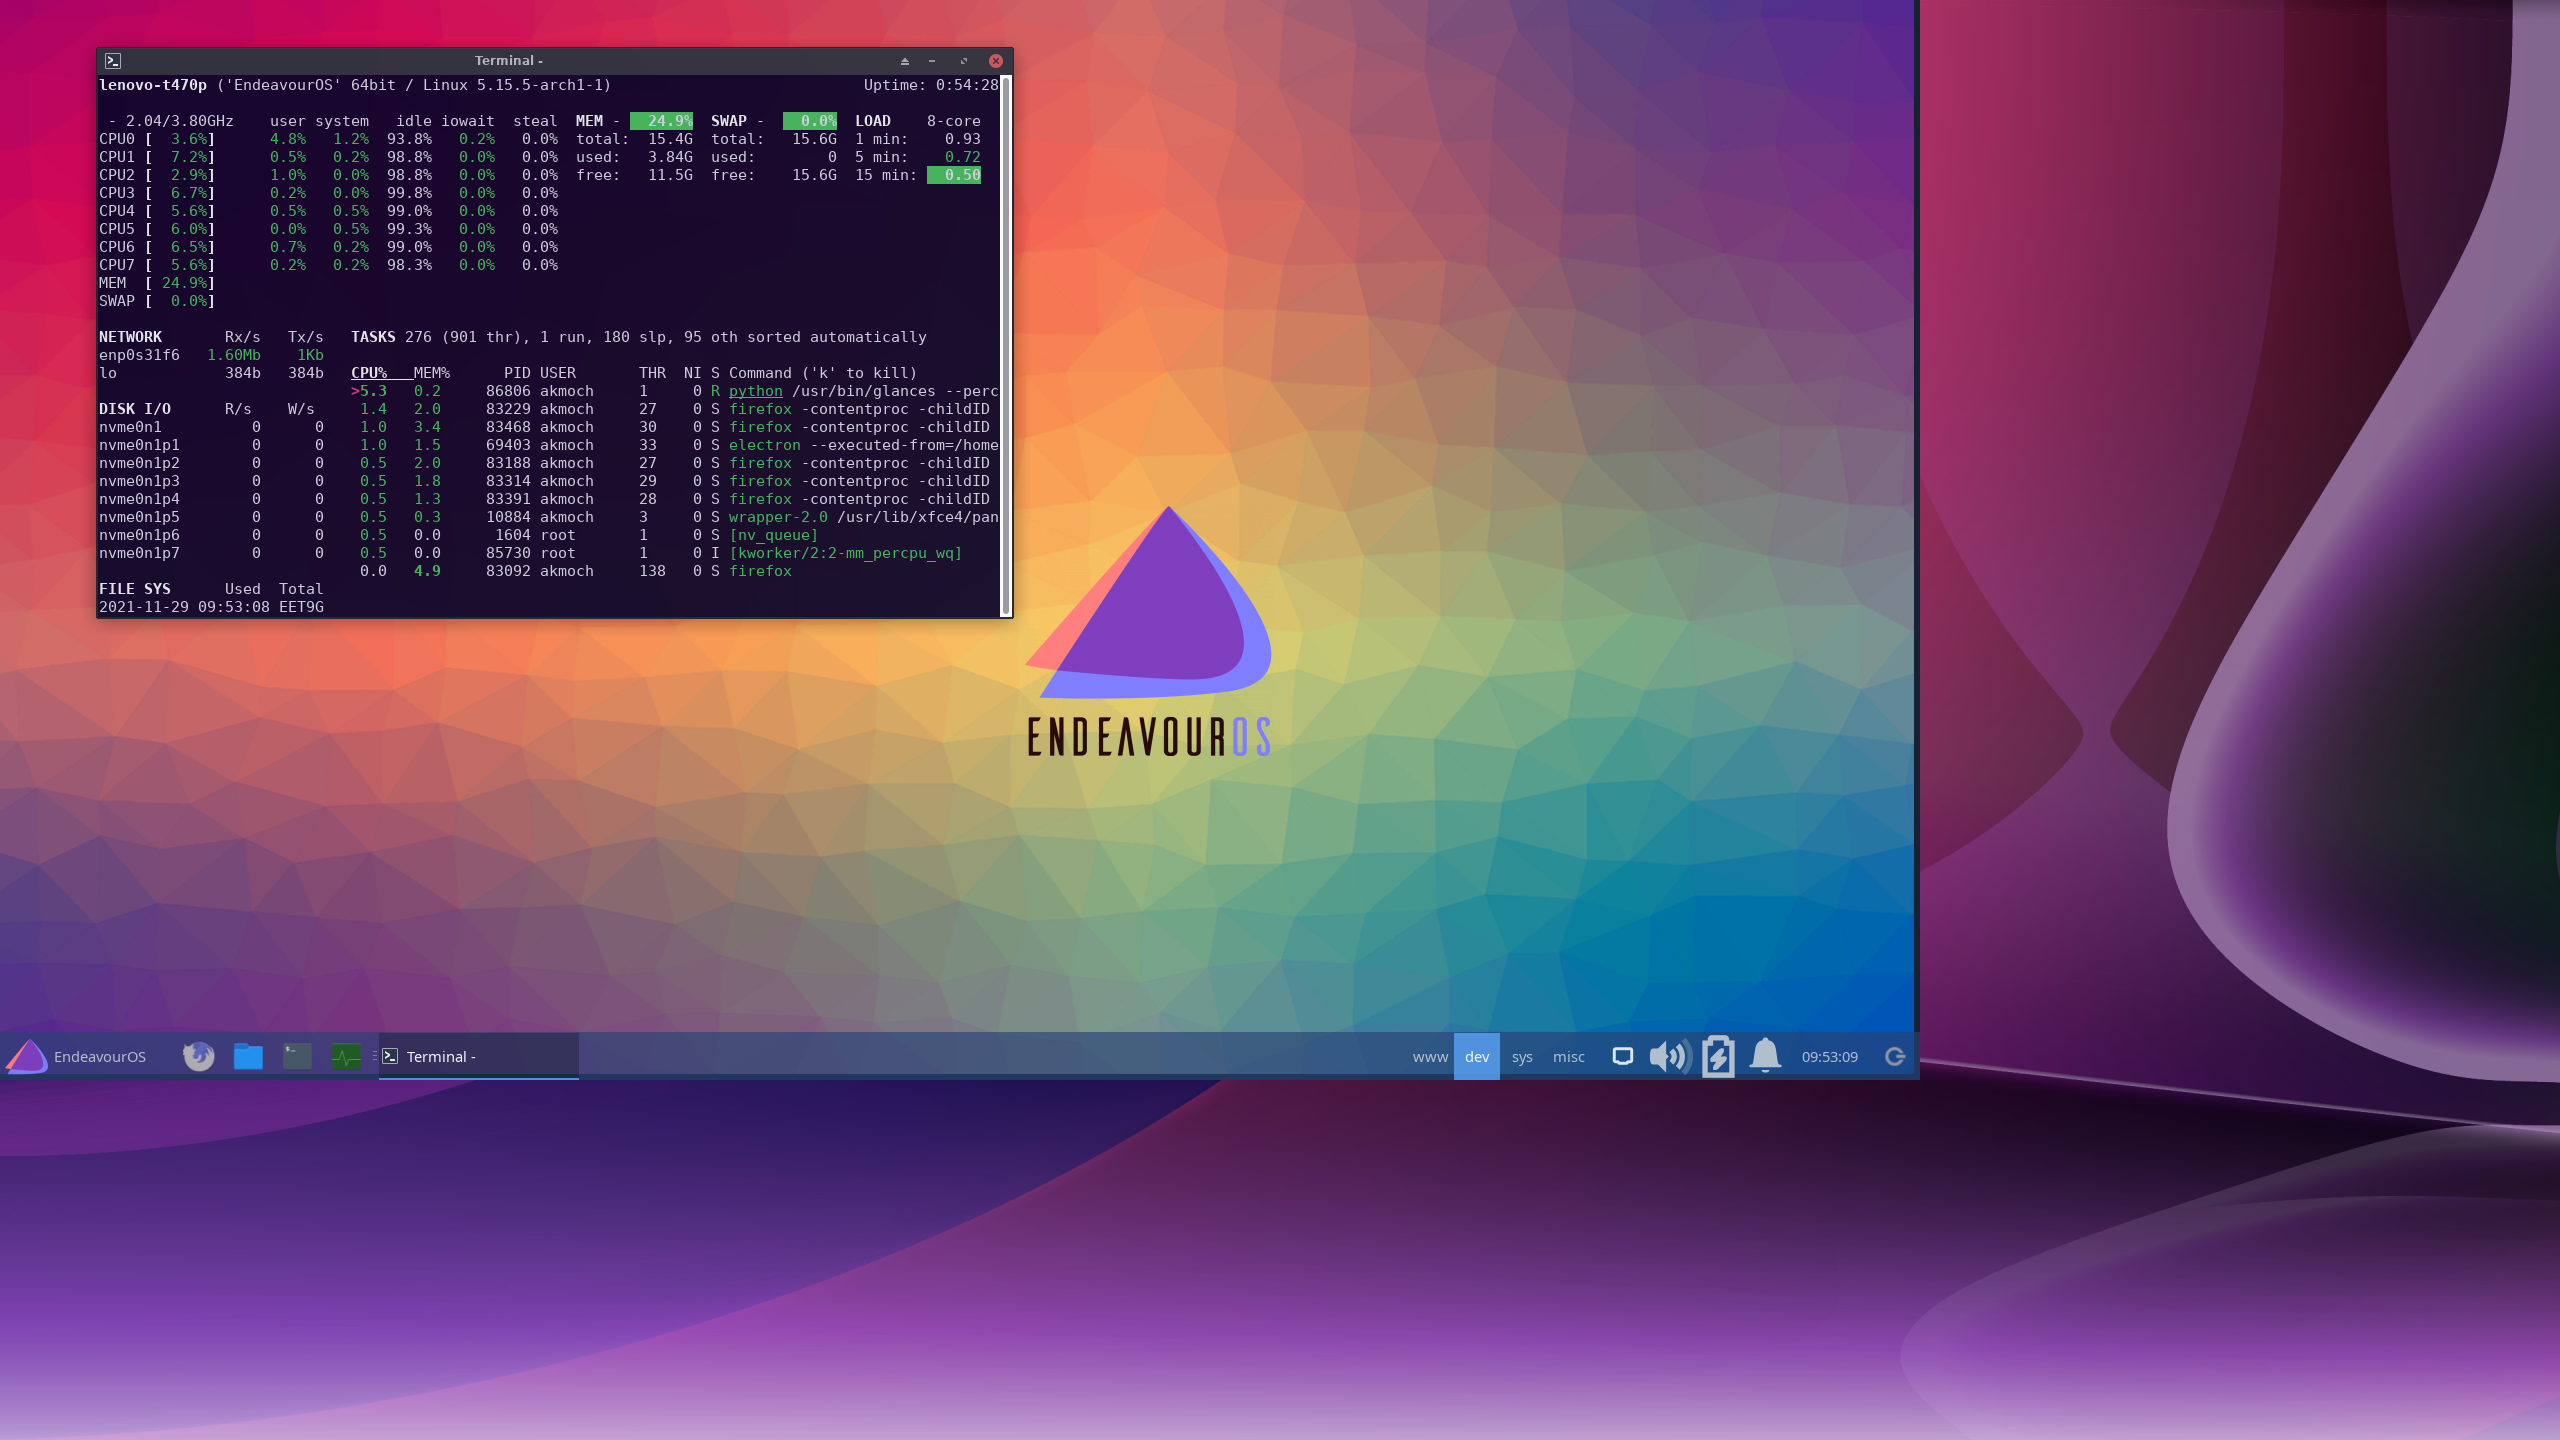 Terminal -
lenovo-t470p ('EndeavourOS' 64bit / Linux 5.15.5-arch1-1) Uptime: 0:54:28
- 2.04/3.80GHz user system idle iowait steal MEM - 24.9% SWAP - 0.0% LOAD 8-core
CPU0 [ 3.6%] 4.8% 1.2% 93.8% 0.2% 0.0% total: 15.4G total: 15.6G 1 min: 0.93
CPU1 [ 7.2%] 0.5% 0.2% 98.8% 0.0% 0.0% used: 3.84G used: 0 5 min: 0.72
CPU2 [ 2.9%] 1.0% 0.0% 98.8% 0.0% 0.0% free: 11.5G free: 15.6G 15 min: 0.50
CPU3 [ 6.7%] 0.2% 0.0% 99.8% 0.0% 0.0%
CPU4 [ 5.6%] 0.5% 0.5% 99.0% 0.0% 0.0%
CPU5 [ 6.0%] 0.0% 0.5% 99.3% 0.0% 0.0%
CPU6 [ 6.5%] 0.7% 0.2% 99.0% 0.0% 0.0%
CPU7 [ 5.6%] 0.2% 0.2% 98.3% 0.0% 0.0%
MEM [ 24.9%]
SWAP [ 0.0%]
NETWORK Rx/s Tx/s TASKS 276 (901 thr), 1 run, 180 slp, 95 oth sorted automatically
enp0s31f6 1.60Mb 1Kb
lo 384b 384b CPU% MEM% PID USER THR NI S Command ('k' to kill)
>5.3 0.2 86806 akmoch 1 0 R python /usr/bin/glances --perc
DISK I/O R/s W/s 1.4 2.0 83229 akmoch 27 0 S firefox -contentproc -childID
nvme0n1 0 0 1.0 3.4 83468 akmoch 30 0 S firefox -contentproc -childID
nvme0n1p1 0 0 1.0 1.5 69403 akmoch 33 0 S electron --executed-from=/home
nvme0n1p2 0 0 0.5 2.0 83188 akmoch 27 0 S firefox -contentproc -childID
nvme0n1p3 0 0 0.5 1.8 83314 akmoch 29 0 S firefox -contentproc -childID
nvme0n1p4 0 0 0.5 1.3 83391 akmoch 28 0 S firefox -contentproc -childID
nvme0n1p5 0 0 0.5 0.3 10884 akmoch 3 0 S wrapper-2.0 /usr/lib/xfce4/pan
nvme0n1p6 0 0 0.5 0.0 1604 root 1 0 S [nv_queue]
nvme0n1p7 0 0 0.5 0.0 85730 root 1 0 I [kworker/2:2-mm_percpu_wq]
0.0 4.9 83092 akmoch 138 0 S firefox
FILE SYS Used Total
2021-11-29 09:53:08 EET9G
ENDEAVOUROS
EndeavourOS Terminal - www dev sys misc 09:53:09